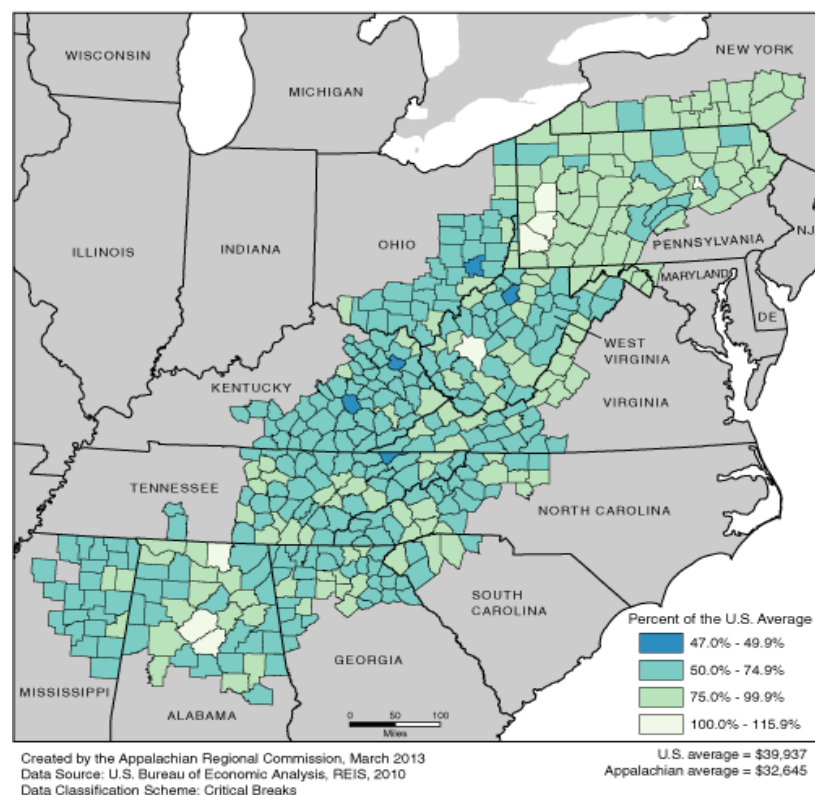 WISCONSIN
NEW YORK
MICHIGAN
ILLINOIS
INDIANA
OHIO
PENNSYLVANIA
NJ
MARYLAND
DE
WEST
VIRGINIA
KENTUCKY
VIRGINIA
TENNESSEE
NORTH CAROLINA
SOUTH
CAROLINA
GEORGIA
MISSISSIPPI
ALABAMA
0 50 100
Miles
Percent of the U.S. Average
47.0% - 49.9%
50.0% - 74.9%
75.0% - 99.9%
100.0% - 115.9%
U.S. average = $39,937
Appalachian average = $32,645
Created by the Appalachian Regional Commission, March 2013
Data Source: U.S. Bureau of Economic Analysis, REIS, 2010
Data Classification Scheme: Critical Breaks